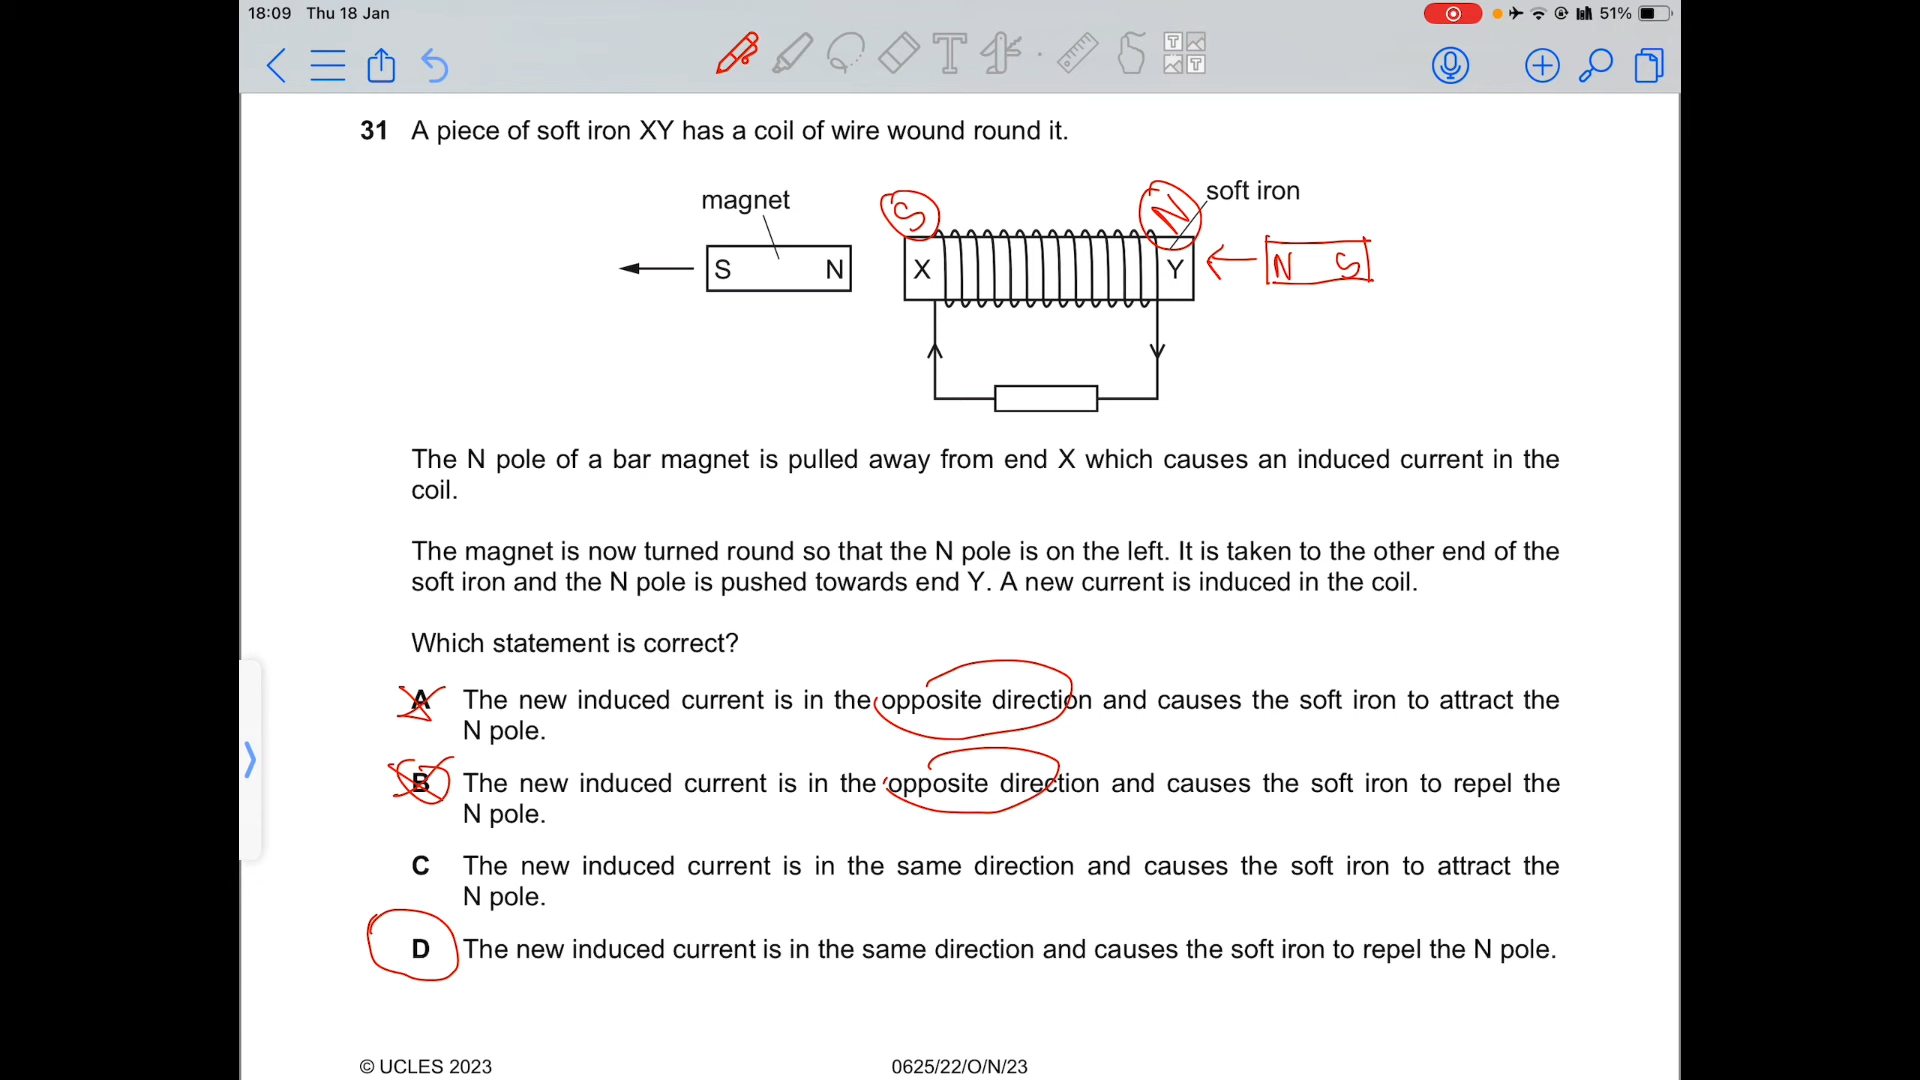 18:09 Thu 18 Jan
51%
31 A piece of soft iron XY has a coil of wire wound round it.
magnet
S
N
soft iron
S N
X
Y
N S
The N pole of a bar magnet is pulled away from end X which causes an induced current in the
coil.
The magnet is now turned round so that the N pole is on the left. It is taken to the other end of the
soft iron and the N pole is pushed towards end Y. A new current is induced in the coil.
Which statement is correct?
A The new induced current is in the opposite direction and causes the soft iron to attract the
N pole.
B The new induced current is in the opposite direction and causes the soft iron to repel the
N pole.
C The new induced current is in the same direction and causes the soft iron to attract the
N pole.
D The new induced current is in the same direction and causes the soft iron to repel the N pole.
© UCLES 2023
0625/22/O/N/23